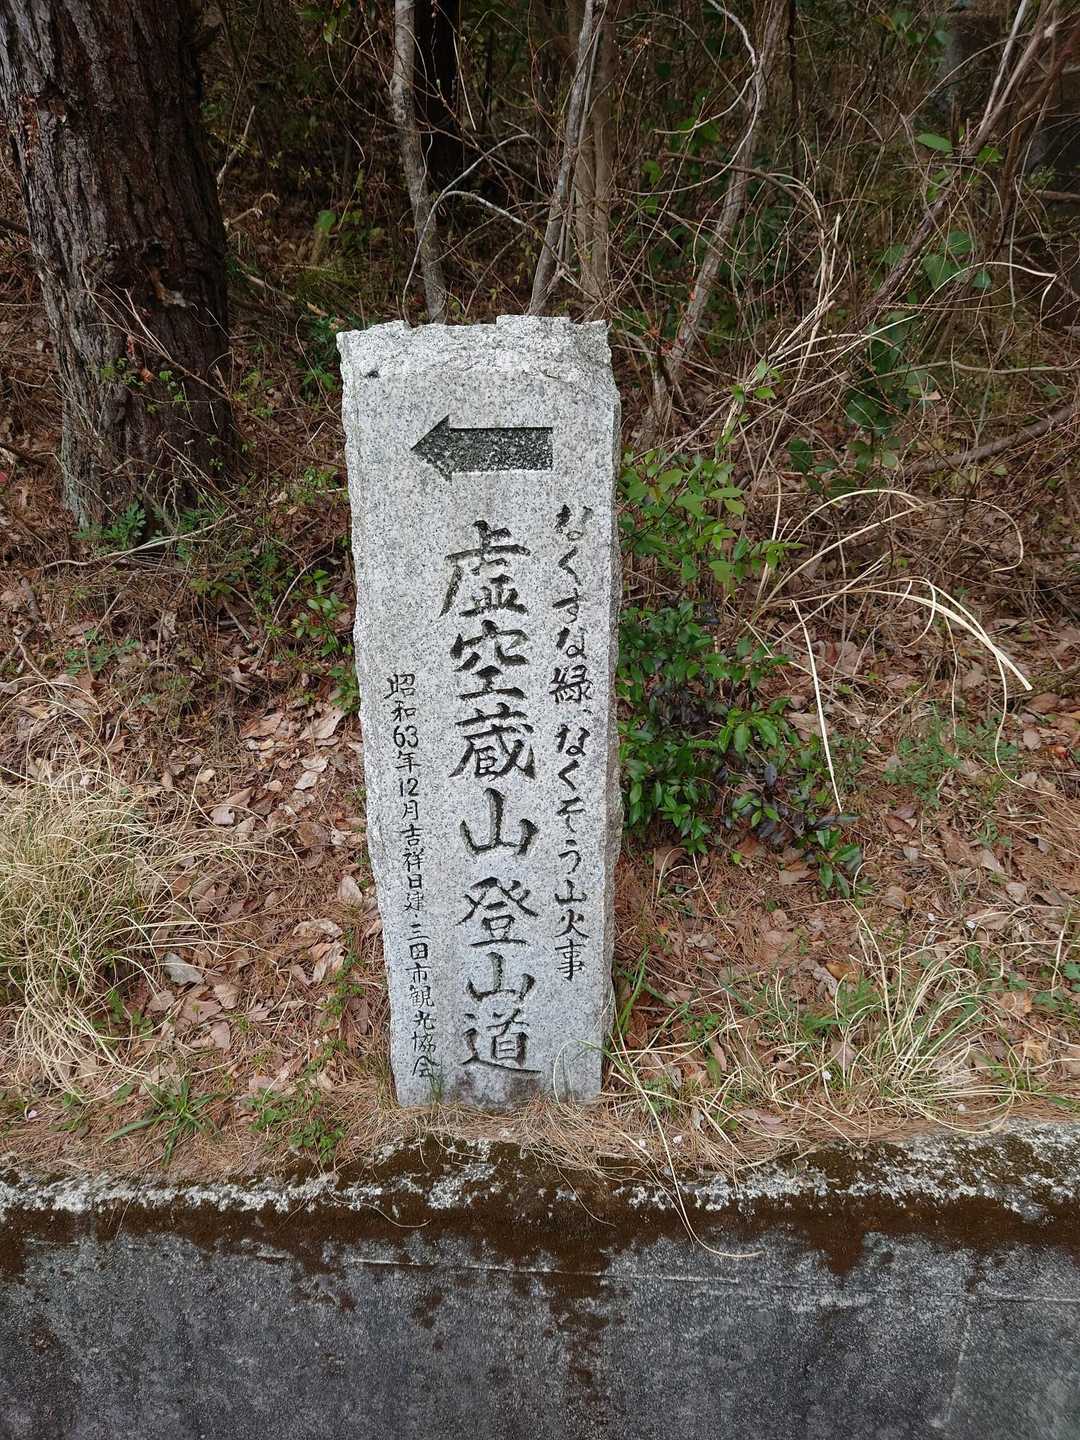 なくすな緑、なくそう山火事
虚空蔵山登山道
昭和63年12月吉祥日建 三田市観光協会